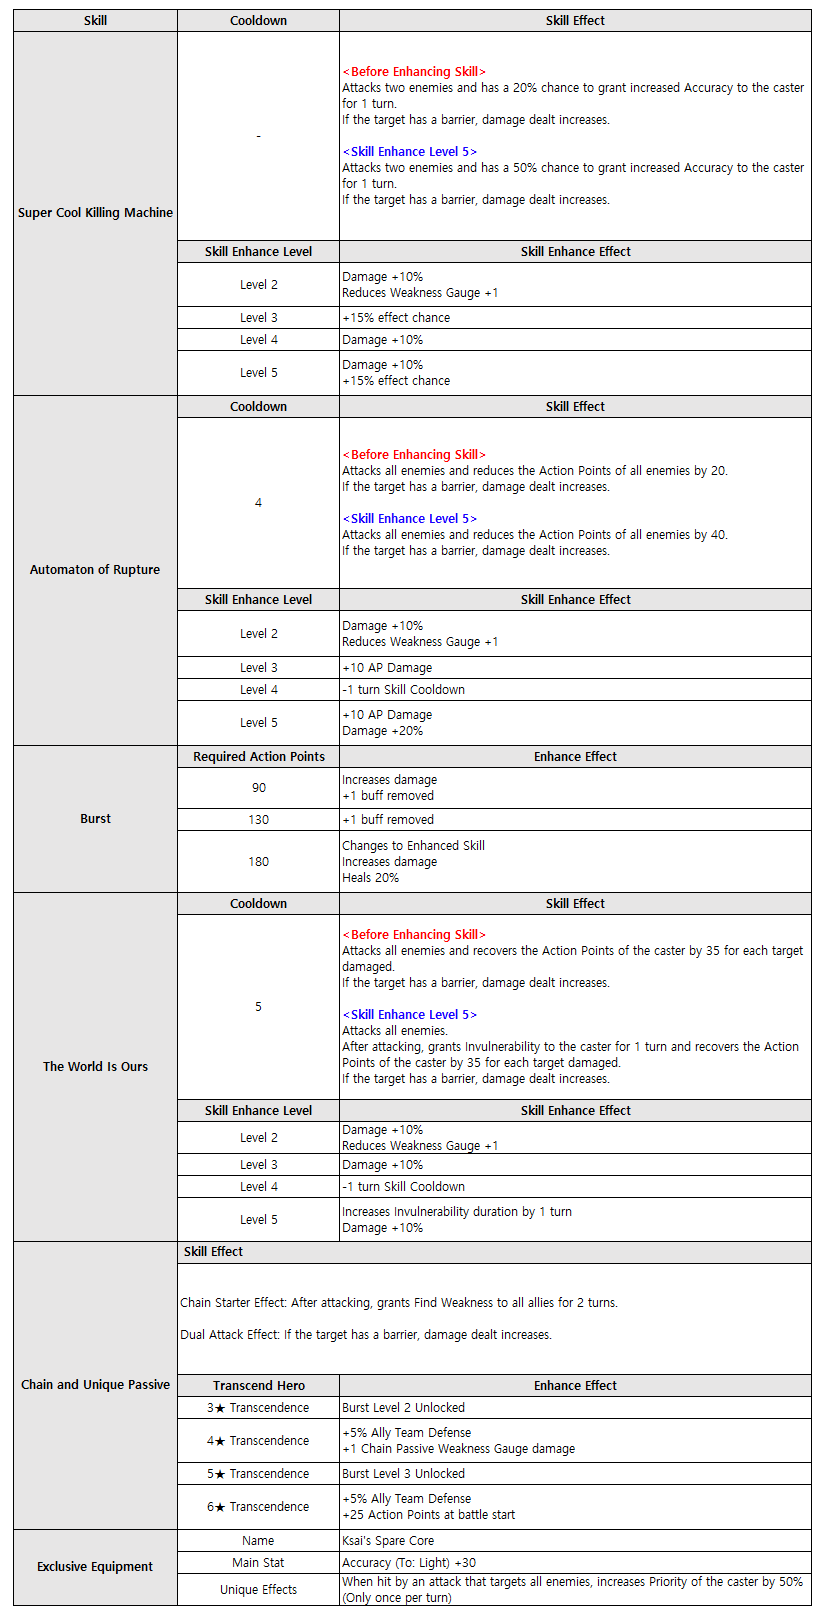 Skill Cooldown Skill Effect
Super Cool Killing Machine
-
<Before Enhancing Skill>
Attacks two enemies and has a 20% chance to grant increased Accuracy to the caster
for 1 turn.
If the target has a barrier, damage dealt increases.
<Skill Enhance Level 5>
Attacks two enemies and has a 50% chance to grant increased Accuracy to the caster
for 1 turn.
If the target has a barrier, damage dealt increases.
Skill Enhance Level Skill Enhance Effect
Level 2
Damage +10%
Reduces Weakness Gauge +1
Level 3 +15% effect chance
Level 4 Damage +10%
Level 5
Damage +10%
+15% effect chance
Automaton of Rupture
Cooldown Skill Effect
4
<Before Enhancing Skill>
Attacks all enemies and reduces the Action Points of all enemies by 20.
If the target has a barrier, damage dealt increases.
<Skill Enhance Level 5>
Attacks all enemies and reduces the Action Points of all enemies by 40.
If the target has a barrier, damage dealt increases.
Skill Enhance Level Skill Enhance Effect
Level 2
Damage +10%
Reduces Weakness Gauge +1
Level 3 +10 AP Damage
Level 4 -1 turn Skill Cooldown
Level 5
+10 AP Damage
Damage +20%
Burst
Required Action Points Enhance Effect
90
Increases damage
+1 buff removed
130 +1 buff removed
180
Changes to Enhanced Skill
Increases damage
Heals 20%
The World Is Ours
Cooldown Skill Effect
5
<Before Enhancing Skill>
Attacks all enemies and recovers the Action Points of the caster by 35 for each target
damaged.
If the target has a barrier, damage dealt increases.
<Skill Enhance Level 5>
Attacks all enemies.
After attacking, grants Invulnerability to the caster for 1 turn and recovers the Action
Points of the caster by 35 for each target damaged.
If the target has a barrier, damage dealt increases.
Skill Enhance Level Skill Enhance Effect
Level 2
Damage +10%
Reduces Weakness Gauge +1
Level 3 Damage +10%
Level 4 -1 turn Skill Cooldown
Level 5
Increases Invulnerability duration by 1 turn
Damage +10%
Chain and Unique Passive
Skill Effect
Chain Starter Effect: After attacking, grants Find Weakness to all allies for 2 turns.
Dual Attack Effect: If the target has a barrier, damage dealt increases.
Transcend Hero Enhance Effect
3★ Transcendence Burst Level 2 Unlocked
4★ Transcendence
+5% Ally Team Defense
+1 Chain Passive Weakness Gauge damage
5★ Transcendence Burst Level 3 Unlocked
6★ Transcendence
+5% Ally Team Defense
+25 Action Points at battle start
Exclusive Equipment
Name Ksai's Spare Core
Main Stat Accuracy (To: Light) +30
Unique Effects
When hit by an attack that targets all enemies, increases Priority of the caster by 50%
(Only once per turn)